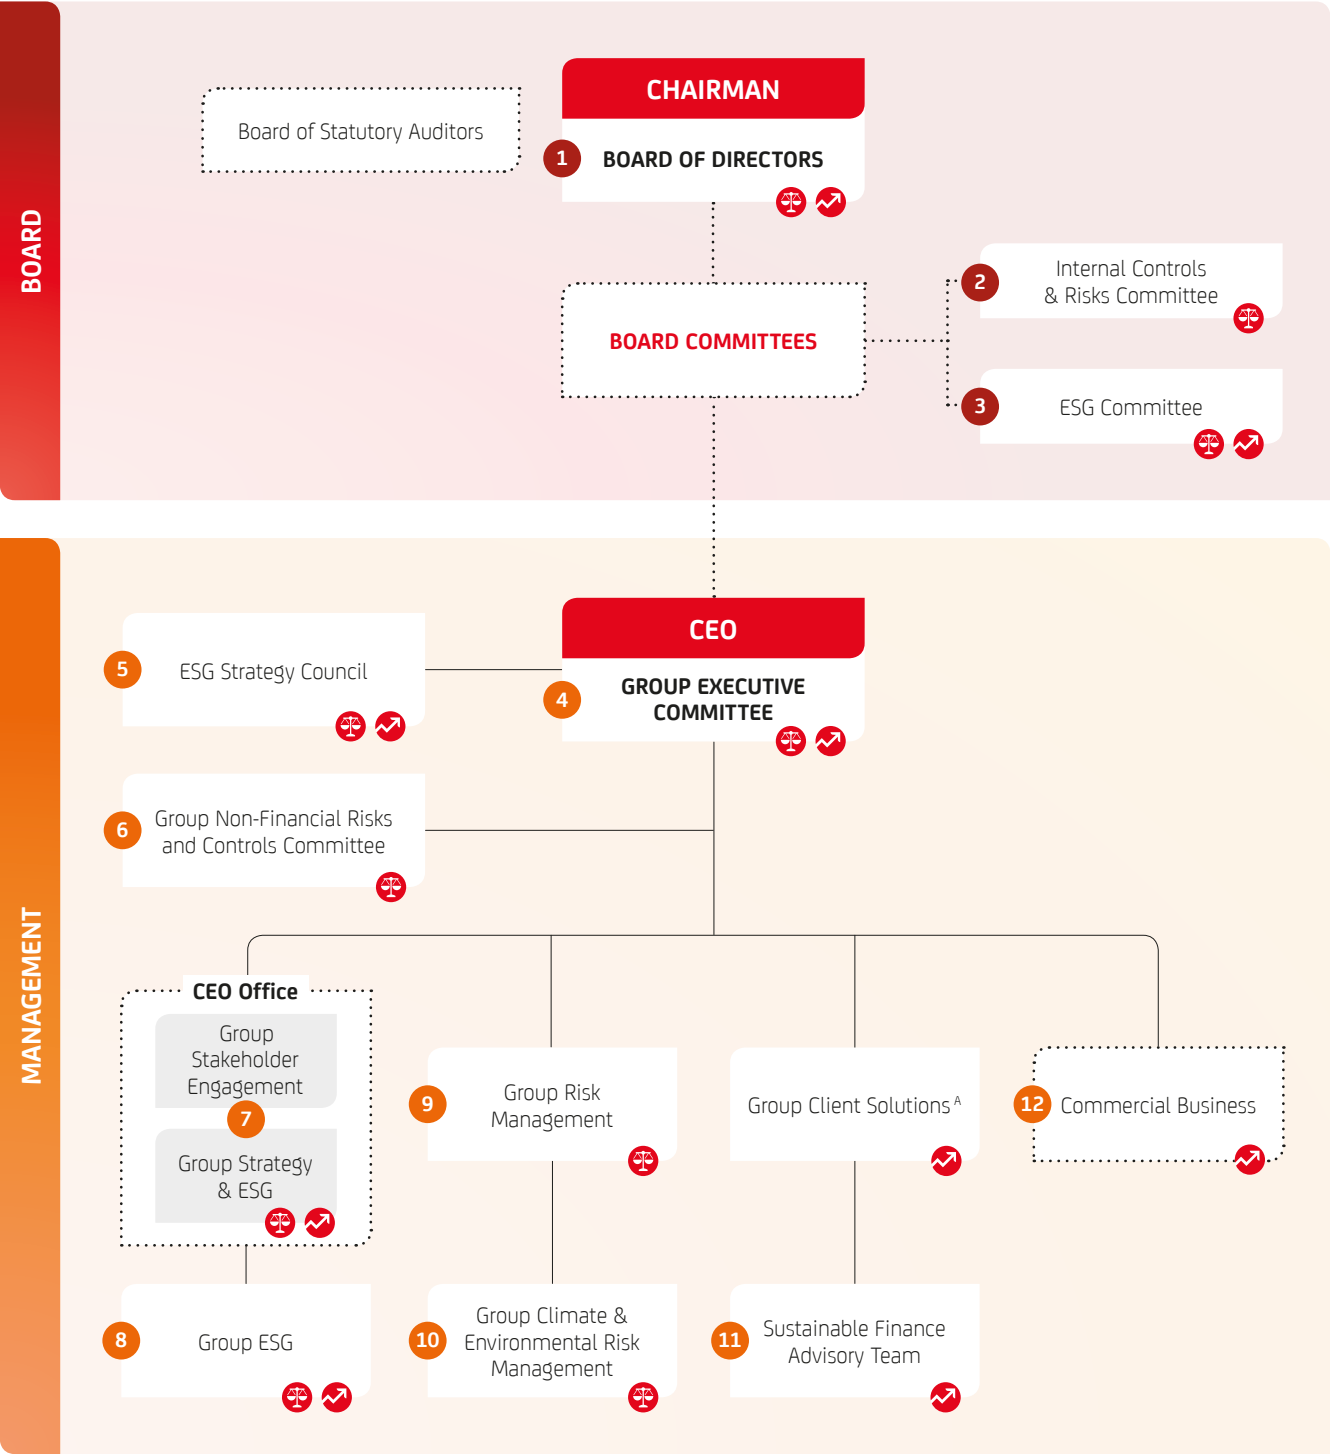 BOARD
CHAIRMAN
Board of Statutory Auditors
1
BOARD OF DIRECTORS
BOARD COMMITTEES
2
Internal Controls
& Risks Committee
3
ESG Committee
MANAGEMENT
CEO
4
GROUP EXECUTIVE
COMMITTEE
5
ESG Strategy Council
6
Group Non-Financial Risks
and Controls Committee
CEO Office
Group
Stakeholder
Engagement
7
Group Strategy
& ESG
9
Group Risk
Management
Group Client Solutions A
12
Commercial Business
8
Group ESG
10
Group Climate &
Environmental Risk
Management
11
Sustainable Finance
Advisory Team